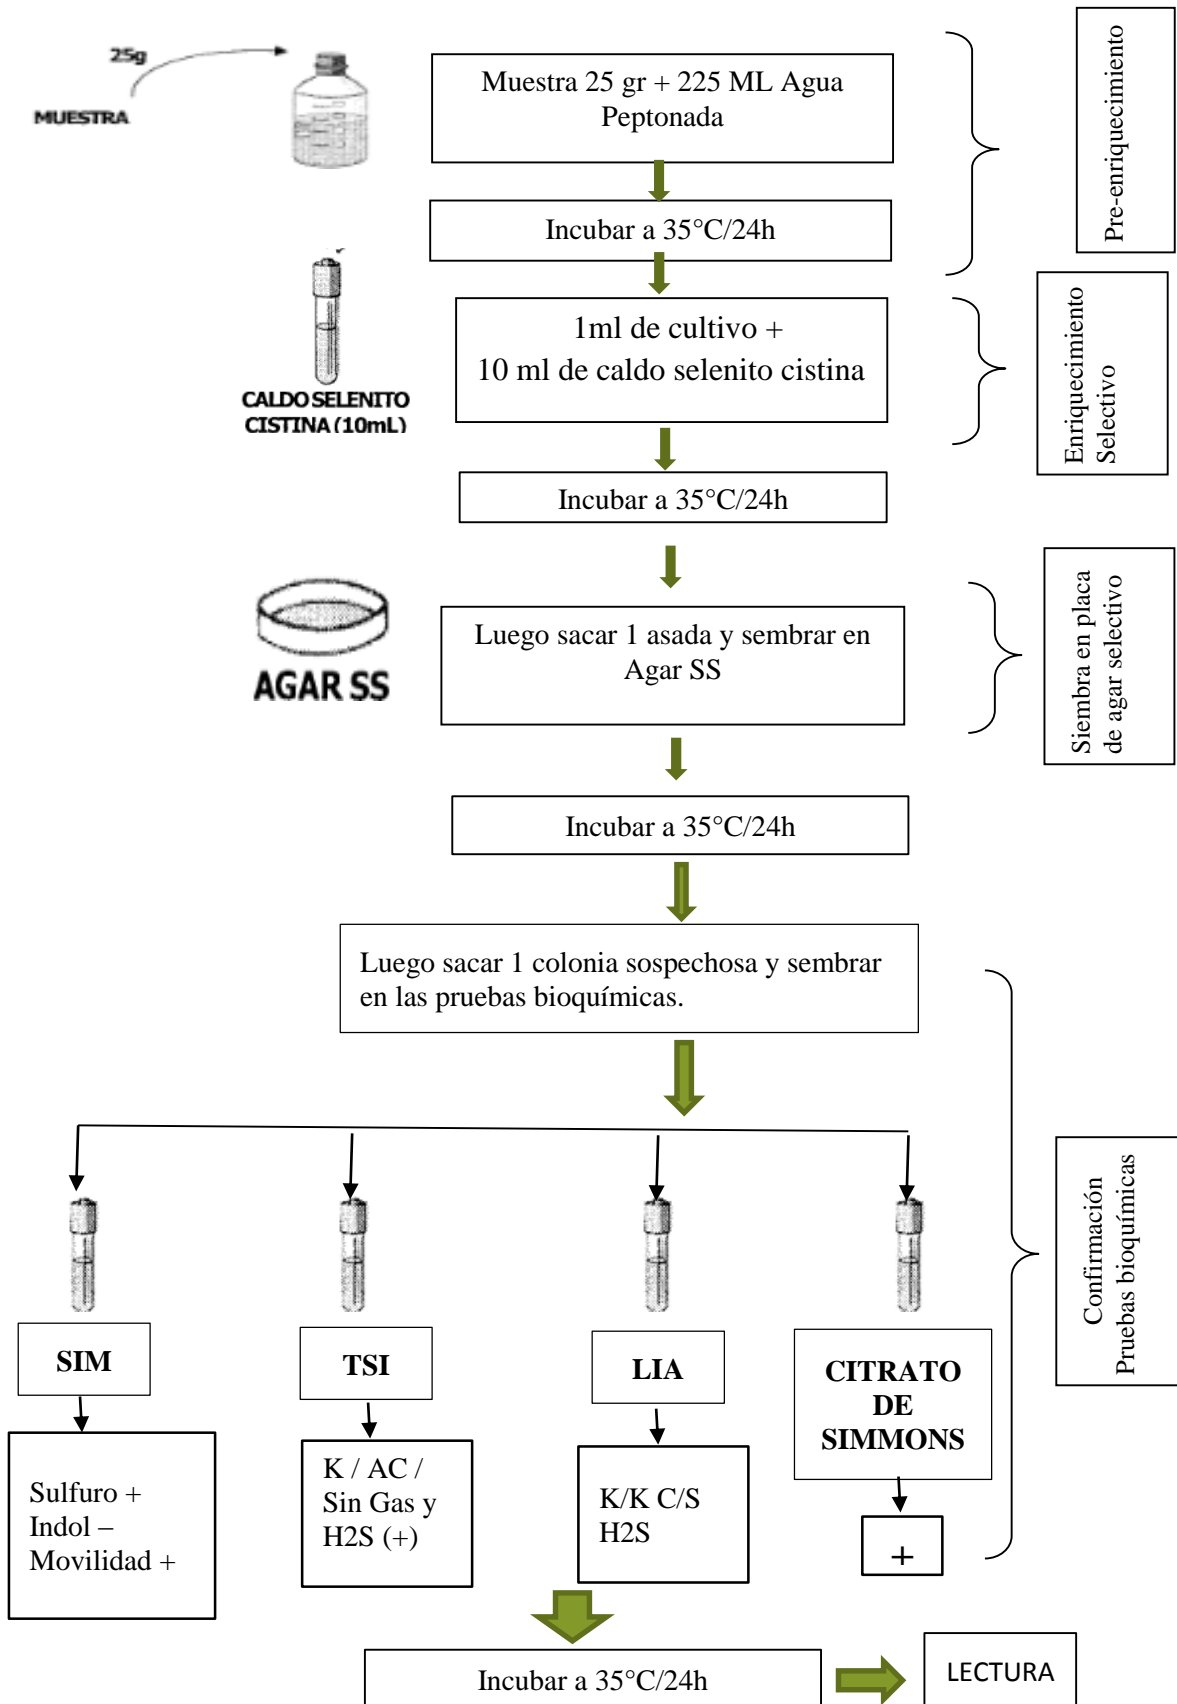 25g
MUESTRA
Muestra 25 gr + 225 ML Agua
Peptonada
Pre-enriquecimiento
Incubar a 35°C/24h
CALDO SELENITO
CISTINA (10mL)
1ml de cultivo +
10 ml de caldo selenito cistina
Enriquecimiento
Selectivo
Incubar a 35°C/24h
AGAR SS
Luego sacar 1 asada y sembrar en
Agar SS
Siembra en placa
de agar selectivo
Incubar a 35°C/24h
Luego sacar 1 colonia sospechosa y sembrar
en las pruebas bioquímicas.
Confirmación
Pruebas bioquímicas
SIM
TSI
LIA
CITRATO
DE
SIMMONS
Sulfuro +
Indol –
Movilidad +
K / AC /
Sin Gas y
H2S (+)
K/K C/S
H2S
+
Incubar a 35°C/24h
LECTURA